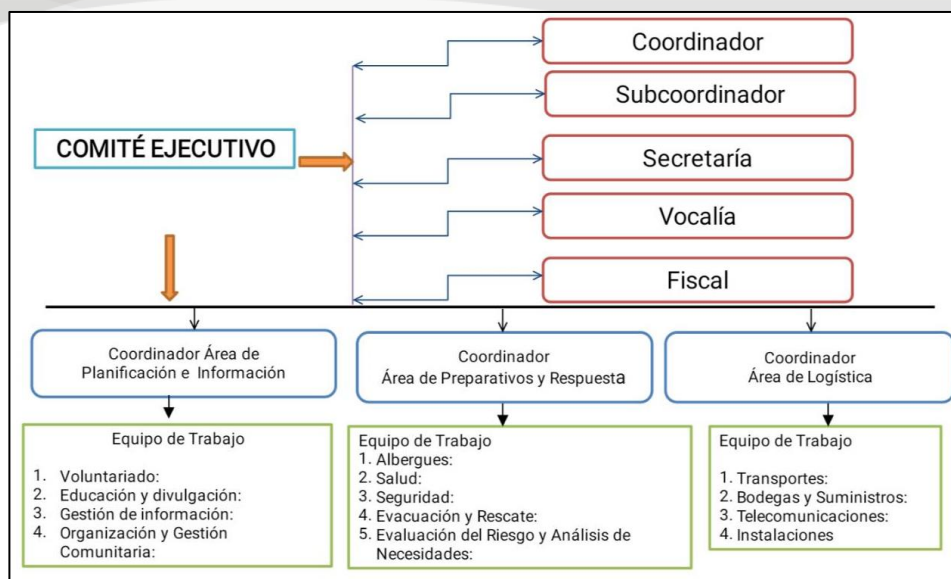 COMITÉ EJECUTIVO
Coordinador
Subcoordinador
Secretaría
Vocalía
Fiscal
Coordinador Área de
Planificación e Información
Coordinador
Área de Preparativos y Respuesta
Coordinador
Área de Logística
Equipo de Trabajo
1. Voluntariado:
2. Educación y divulgación:
3. Gestión de información:
4. Organización y Gestión
Comunitaria:
Equipo de Trabajo
1. Albergues:
2. Salud:
3. Seguridad:
4. Evacuación y Rescate:
5. Evaluación del Riesgo y Análisis de
Necesidades:
Equipo de Trabajo
1. Transportes:
2. Bodegas y Suministros:
3. Telecomunicaciones:
4. Instalaciones